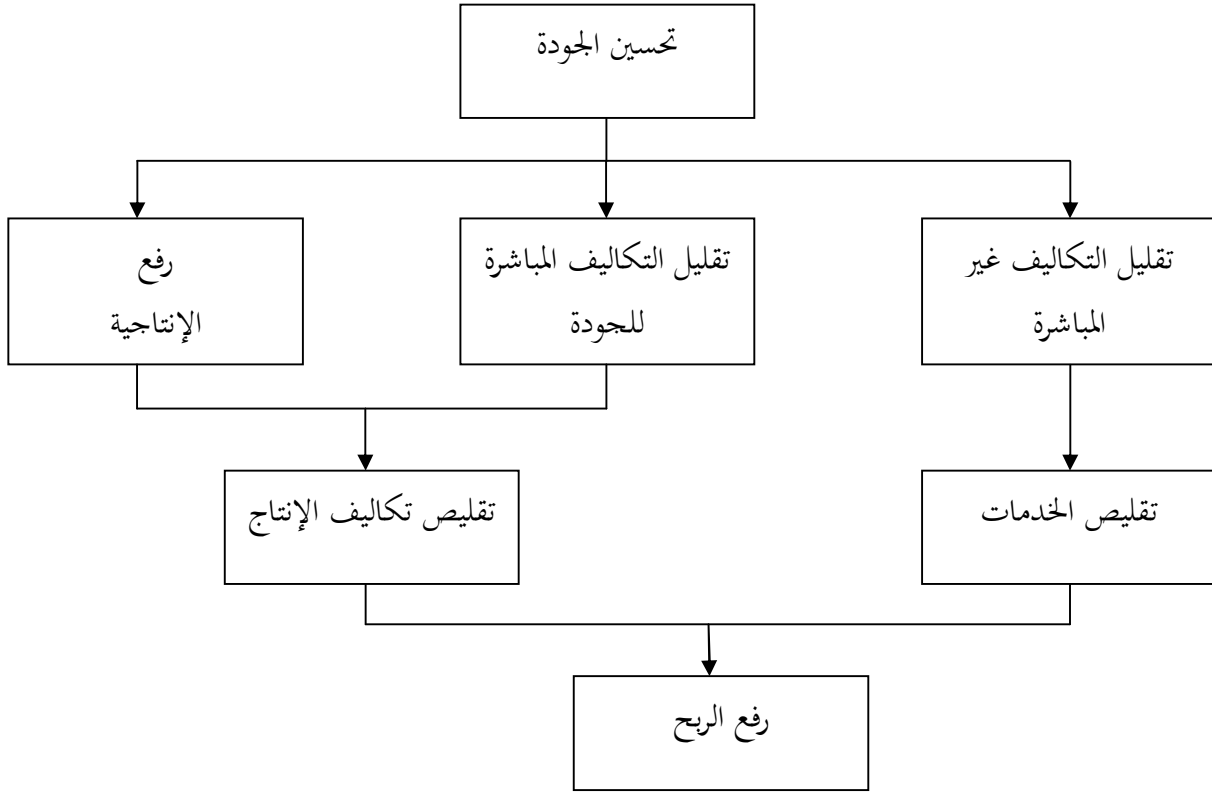 تحسين الجودة
تقليل التكاليف غير
المباشرة
تقليل التكاليف المباشرة
للجودة
رفع
الإنتاجية
تقليص الخدمات
تقليص تكاليف الإنتاج
رفع الربح